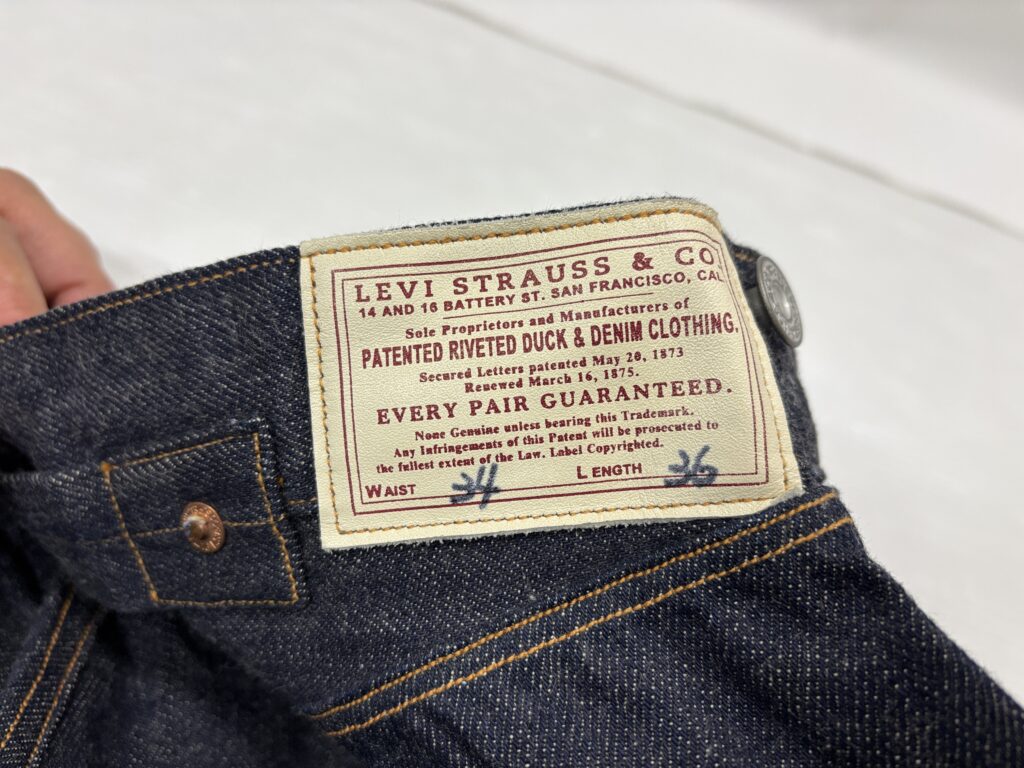 LEVI STRAUSS & CO.
14 AND 16 BATTERY ST. SAN FRANCISCO, CAL
Sole Proprietors and Manufacturers of
PATENTED RIVETED DUCK & DENIM CLOTHING.
Secured Letters patented May 20, 1873
Renewed March 16, 1875.
EVERY PAIR GUARANTEED.
None Genuine unless bearing this Trademark.
Any Infringements of this Patent will be prosecuted to
the fullest extent of the Law. Label Copyrighted.
WAIST 34 LENGTH 36